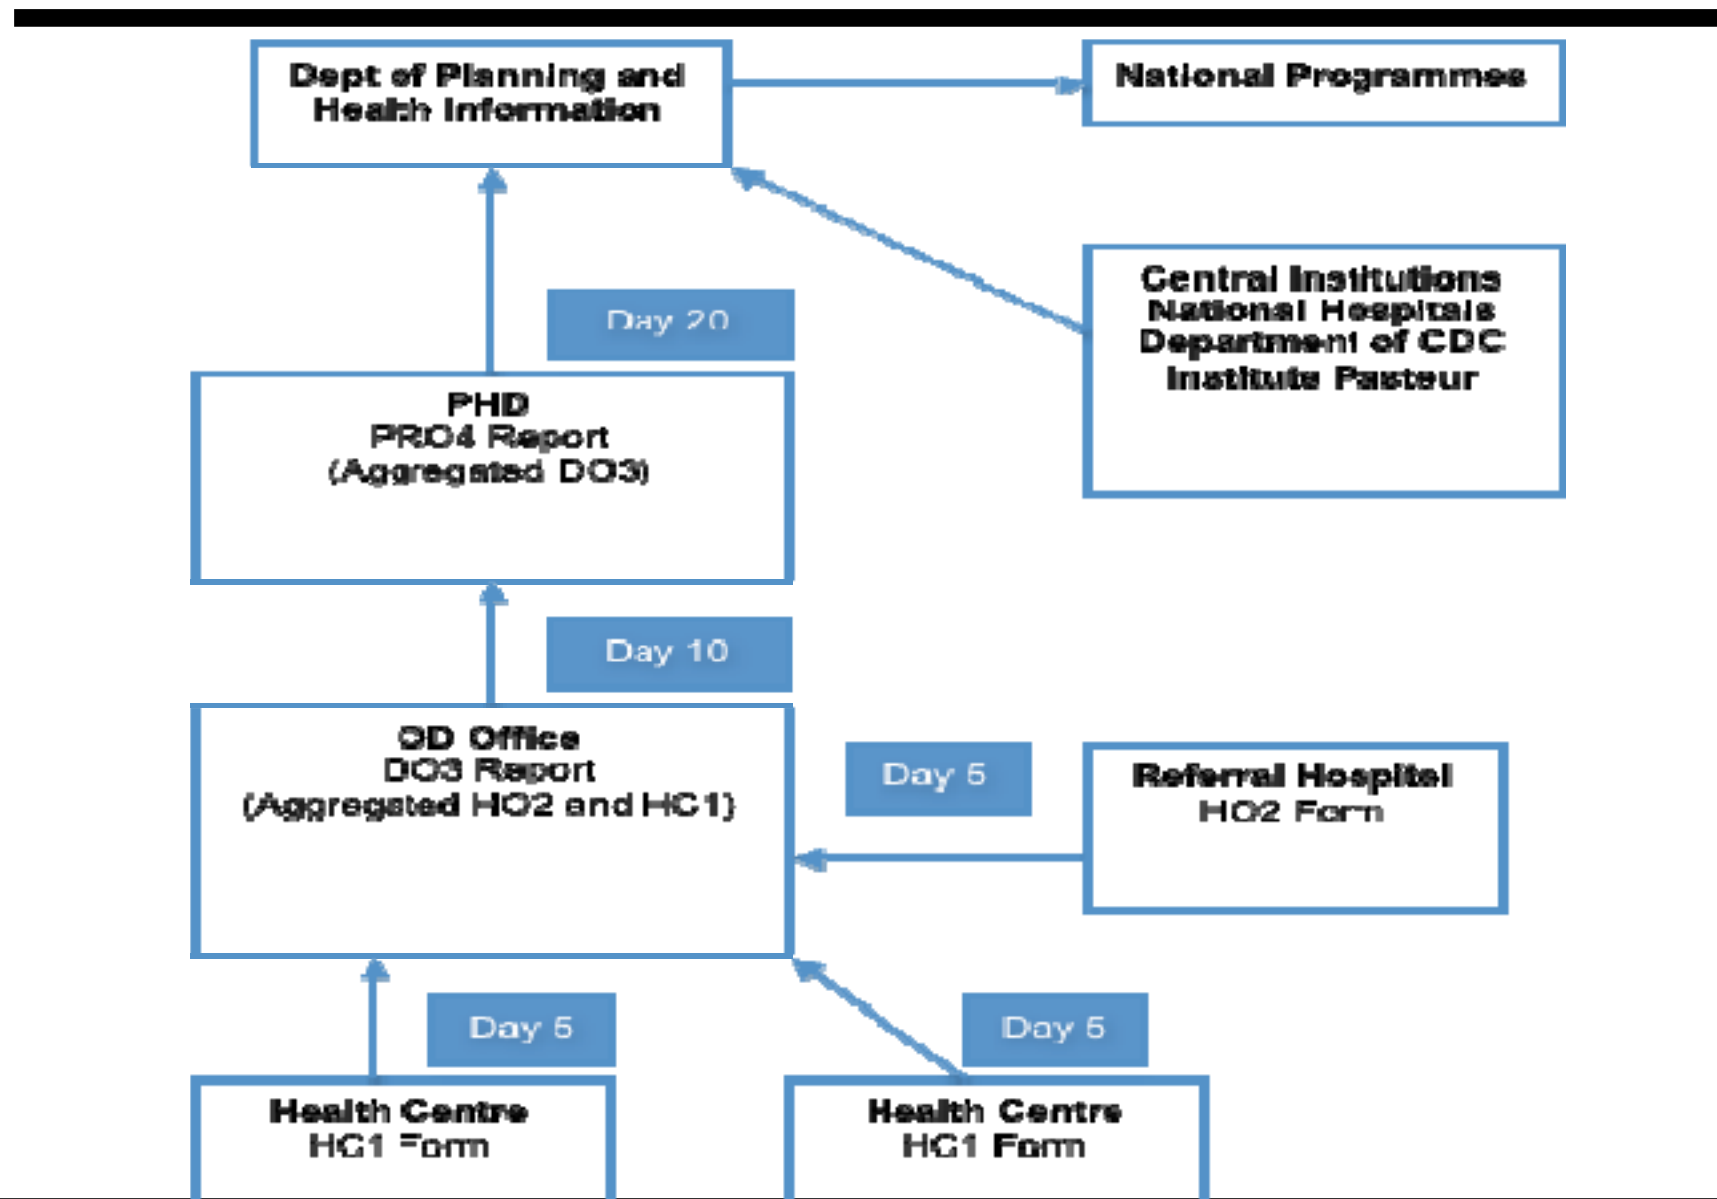 Dept of Planning and
Health Information
National Programmes
Central Institutions
National Hospitals
Department of CDC
Institute Pasteur
Day 20
PHD
PRO4 Report
(Aggregated DO3)
Day 10
OD Office
DO3 Report
(Aggregated HO2 and HC1)
Day 5
Referral Hospital
HO2 Form
Day 5
Day 5
Health Centre
HC1 Form
Health Centre
HC1 Form